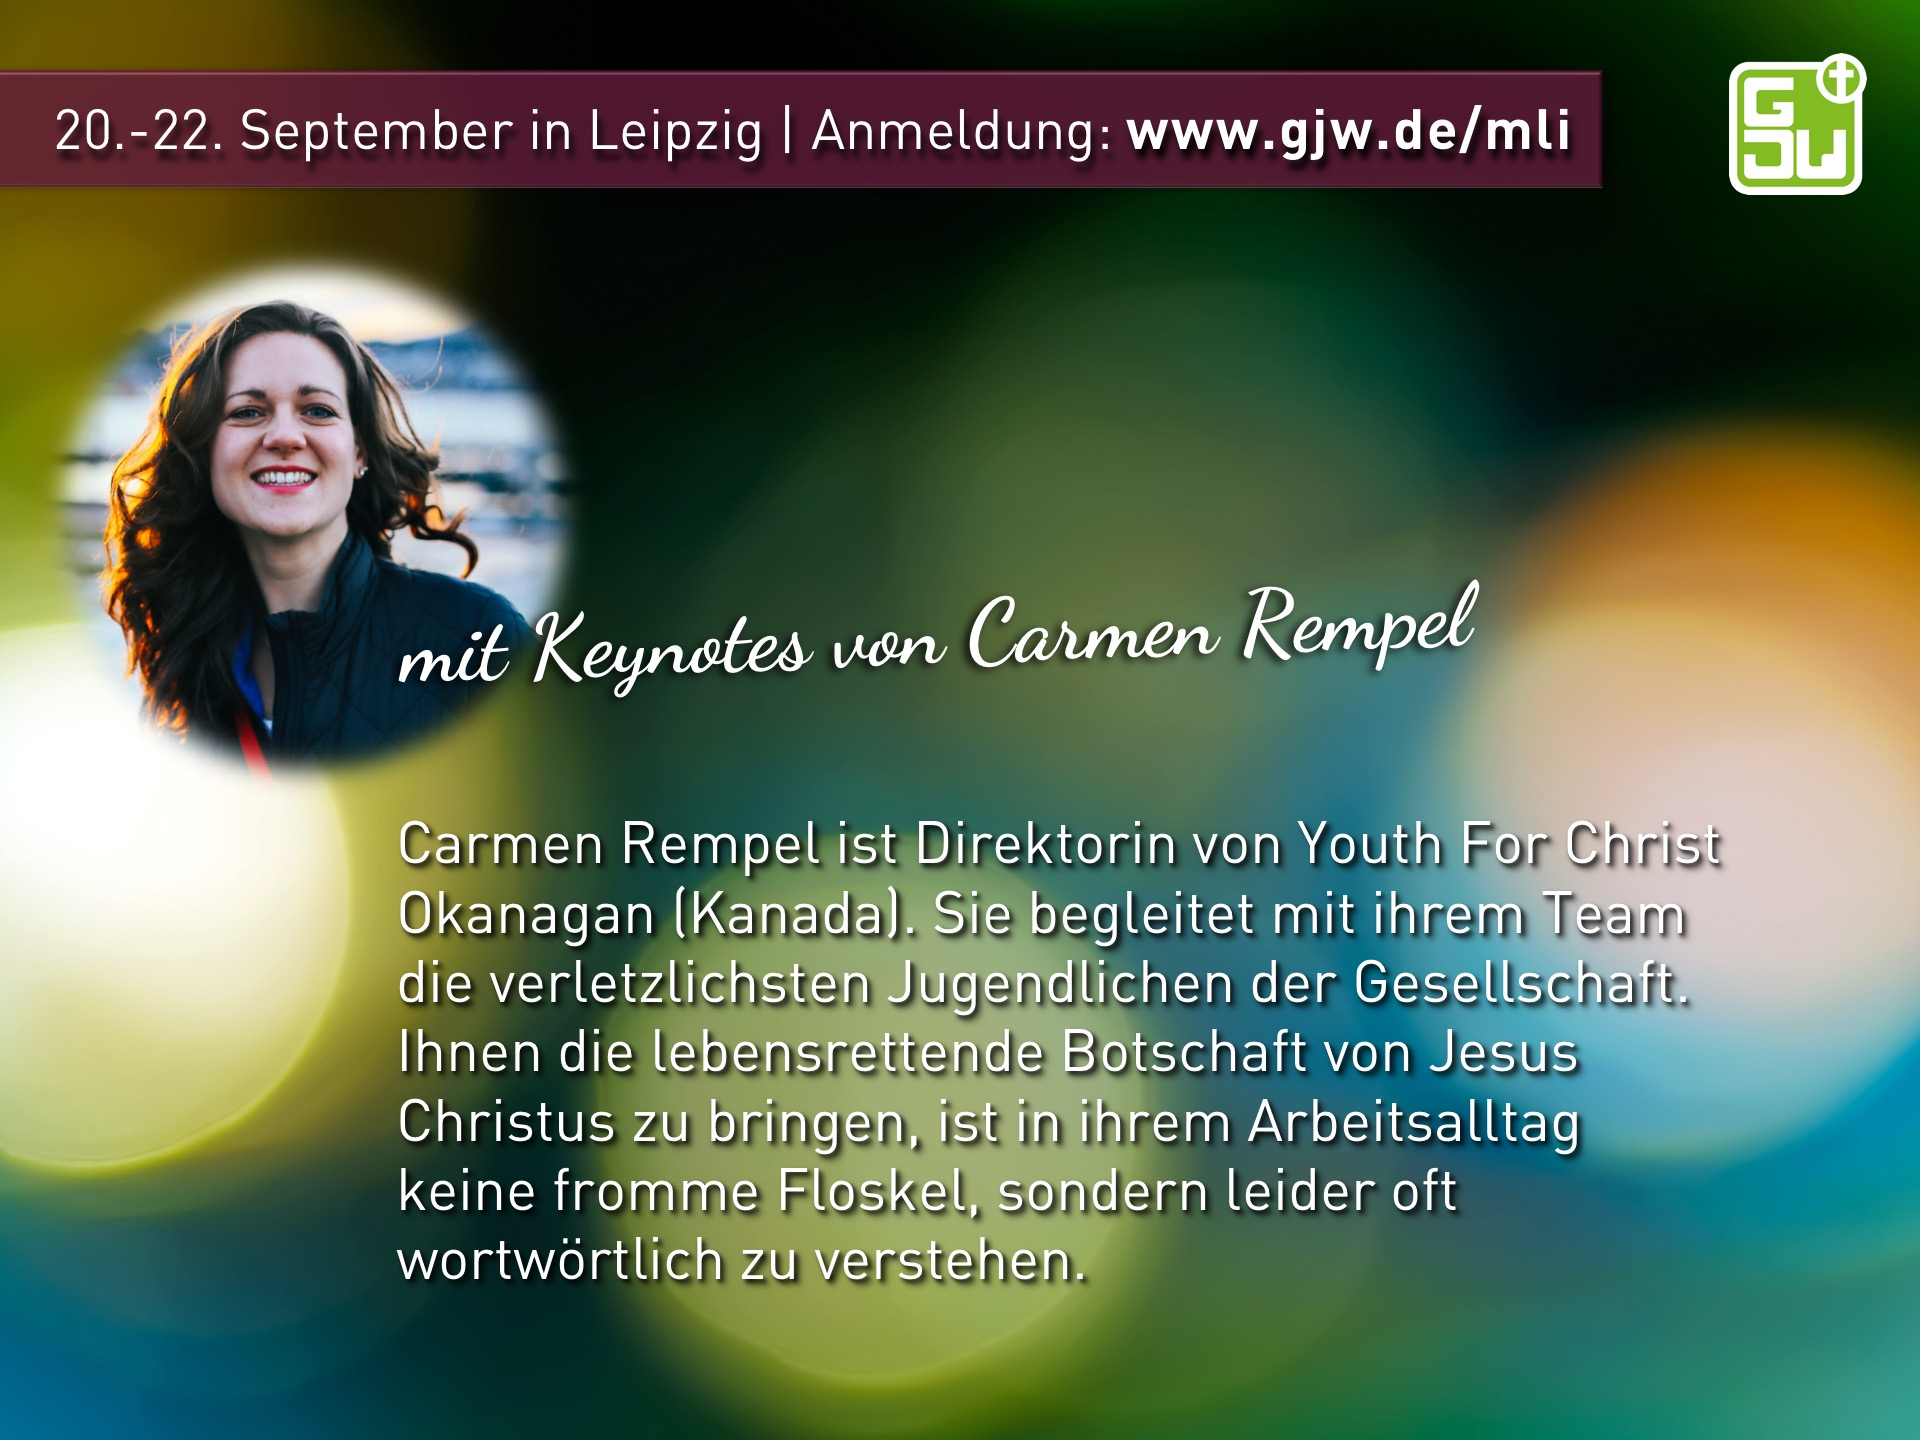 20.-22. September in Leipzig | Anmeldung: www.gjw.de/mli
GJW
mit Keynotes von Carmen Rempel
Carmen Rempel ist Direktorin von Youth For Christ
Okanagan (Kanada). Sie begleitet mit ihrem Team
die verletzlichsten Jugendlichen der Gesellschaft.
Ihnen die lebensrettende Botschaft von Jesus
Christus zu bringen, ist in ihrem Arbeitsalltag
keine fromme Floskel, sondern leider oft
wortwörtlich zu verstehen.